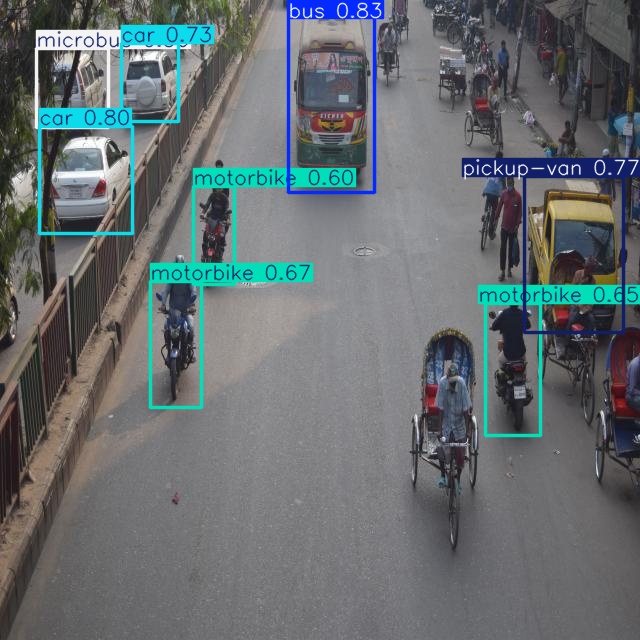 bus 0.83
car 0.73
microbu
car 0.80
pickup-van 0.77
motorbike 0.60
motorbike 0.67
motorbike 0.65
EICHER